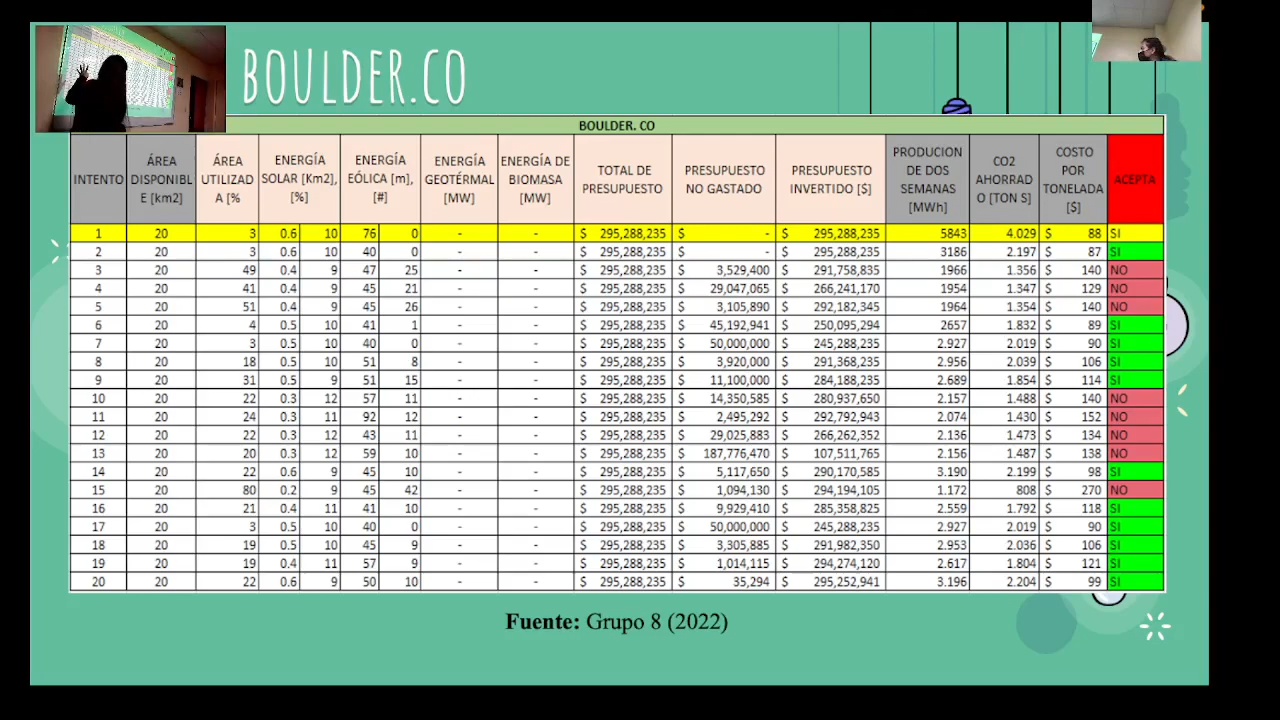 BOULDER.CO
BOULDER. CO
INTENTO ÁREA DISPONIBL E [km2] ÁREA UTILIZAD A [% ENERGÍA SOLAR [Km2], [%] ENERGÍA EÓLICA [m], [#] ENERGÍA GEOTÉRMAL [MW] ENERGÍA DE BIOMASA [MW] TOTAL DE PRESUPUESTO PRESUPUESTO NO GASTADO PRESUPUESTO INVERTIDO [$] PRODUCION DE DOS SEMANAS [MWh] CO2 AHORRAD O [TON S] COSTO POR TONELADA [$] ACEPTA
1 20 3 0.6 10 76 0 - - $ 295,288,235 $ - $ 295,288,235 5843 4.029 $ 88 SI
2 20 3 0.6 10 40 0 - - $ 295,288,235 $ - $ 295,288,235 3186 2.197 $ 87 SI
3 20 49 0.4 9 47 25 - - $ 295,288,235 $ 3,529,400 $ 291,758,835 1966 1.356 $ 140 NO
4 20 41 0.4 9 45 21 - - $ 295,288,235 $ 29,047,065 $ 266,241,170 1954 1.347 $ 129 NO
5 20 51 0.4 9 45 26 - - $ 295,288,235 $ 3,105,890 $ 292,182,345 1964 1.354 $ 140 NO
6 20 4 0.5 10 41 1 - - $ 295,288,235 $ 45,192,941 $ 250,095,294 2657 1.832 $ 89 SI
7 20 3 0.5 10 40 0 - - $ 295,288,235 $ 50,000,000 $ 245,288,235 2.927 2.019 $ 90 SI
8 20 18 0.5 10 51 8 - - $ 295,288,235 $ 3,920,000 $ 291,368,235 2.956 2.039 $ 106 SI
9 20 31 0.5 9 51 15 - - $ 295,288,235 $ 11,100,000 $ 284,188,235 2.689 1.854 $ 114 SI
10 20 22 0.3 12 57 11 - - $ 295,288,235 $ 14,350,585 $ 280,937,650 2.157 1.488 $ 140 NO
11 20 24 0.3 11 92 12 - - $ 295,288,235 $ 2,495,292 $ 292,792,943 2.074 1.430 $ 152 NO
12 20 22 0.3 12 43 11 - - $ 295,288,235 $ 29,025,883 $ 266,262,352 2.136 1.473 $ 134 NO
13 20 20 0.3 12 59 10 - - $ 295,288,235 $ 187,776,470 $ 107,511,765 2.156 1.487 $ 138 NO
14 20 22 0.6 9 45 10 - - $ 295,288,235 $ 5,117,650 $ 290,170,585 3.190 2.199 $ 98 SI
15 20 80 0.2 9 45 42 - - $ 295,288,235 $ 1,094,130 $ 294,194,105 1.172 808 $ 270 NO
16 20 21 0.4 11 41 10 - - $ 295,288,235 $ 9,929,410 $ 285,358,825 2.559 1.792 $ 118 SI
17 20 3 0.5 10 40 0 - - $ 295,288,235 $ 50,000,000 $ 245,288,235 2.927 2.019 $ 90 SI
18 20 19 0.5 10 45 9 - - $ 295,288,235 $ 3,305,885 $ 291,982,350 2.953 2.036 $ 106 SI
19 20 19 0.4 11 57 9 - - $ 295,288,235 $ 1,014,115 $ 294,274,120 2.617 1.804 $ 121 SI
20 20 22 0.6 9 50 10 - - $ 295,288,235 $ 35,294 $ 295,252,941 3.196 2.204 $ 99 SI
Fuente: Grupo 8 (2022)